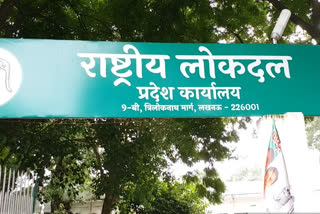 राष्ट्रीय लोकदल
प्रदेश कार्यालय
9-बी, त्रिलोकनाथ मार्ग, लखनऊ - 226001